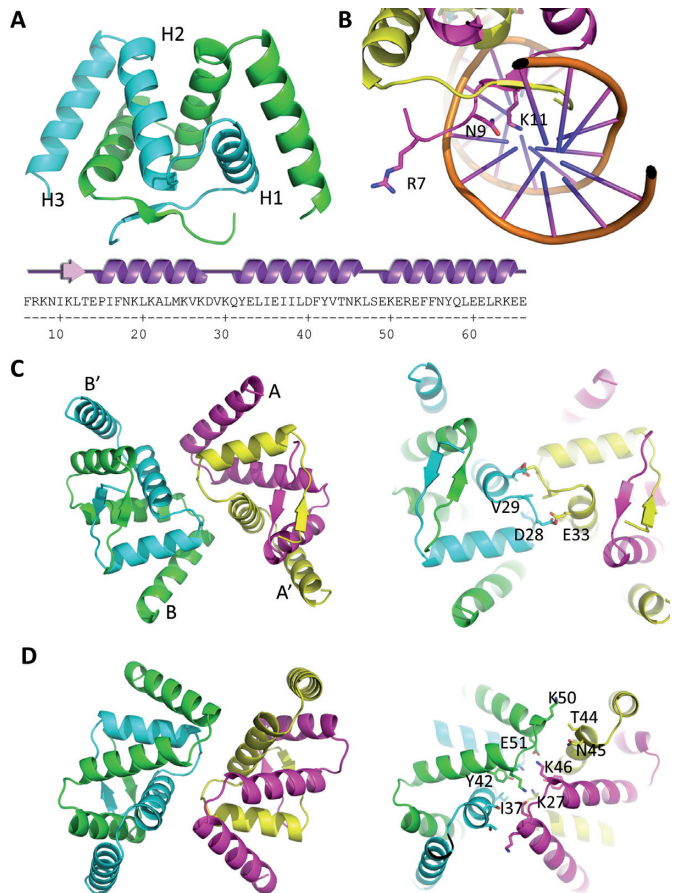 A
H2
H3
H1
B
N9
K11
R7
FRKNIKLTEPIFNKLKALMKVKDVKQYELIEIILDFYVTNKLSEKEREFFNYQLEELRKEE
---+---------+---------+---------+---------+---------+-------
10 20 30 40 50 60
C
B’
A
B
A’
V29
D28
E33
D
K50
T44
E51
N45
K46
Y42
K27
I37